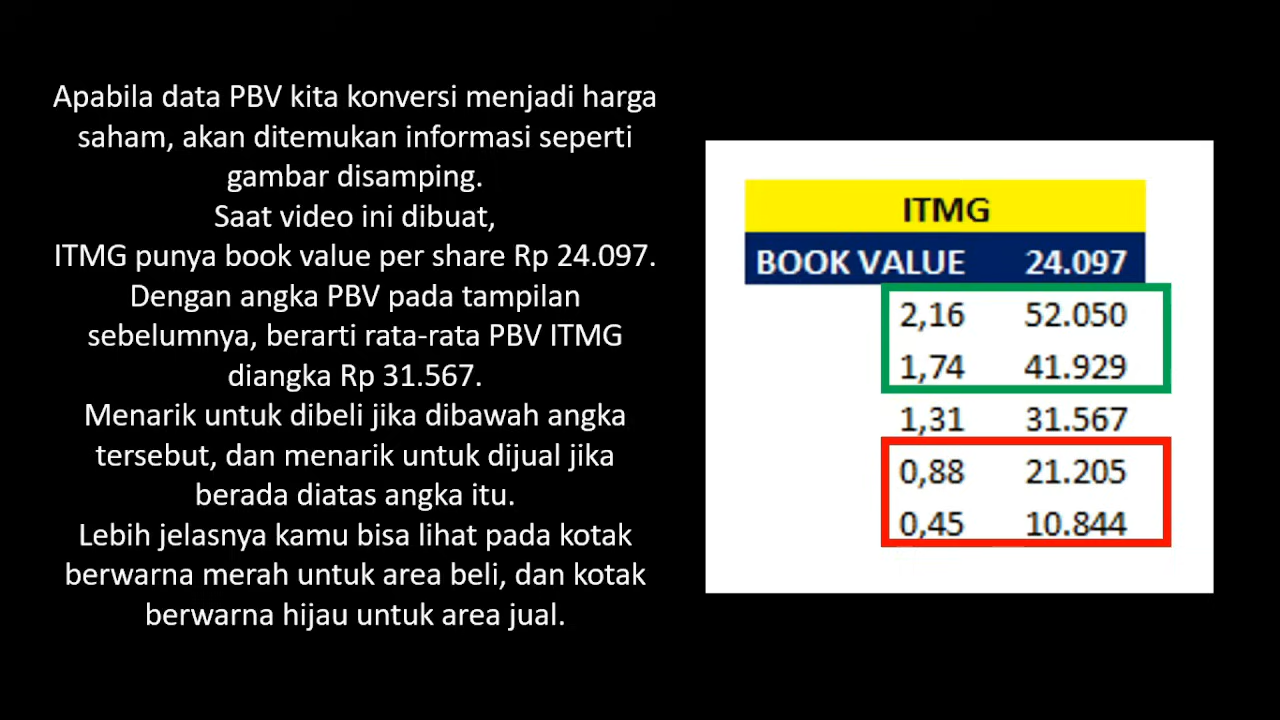 Apabila data PBV kita konversi menjadi harga
saham, akan ditemukan informasi seperti
gambar disamping.
Saat video ini dibuat,
ITMG punya book value per share Rp 24.097.
Dengan angka PBV pada tampilan
sebelumnya, berarti rata-rata PBV ITMG
diangka Rp 31.567.
Menarik untuk dibeli jika dibawah angka
tersebut, dan menarik untuk dijual jika
berada diatas angka itu.
Lebih jelasnya kamu bisa lihat pada kotak
berwarna merah untuk area beli, dan kotak
berwarna hijau untuk area jual.
ITMG
BOOK VALUE 24.097
2,16 52.050
1,74 41.929
1,31 31.567
0,88 21.205
0,45 10.844